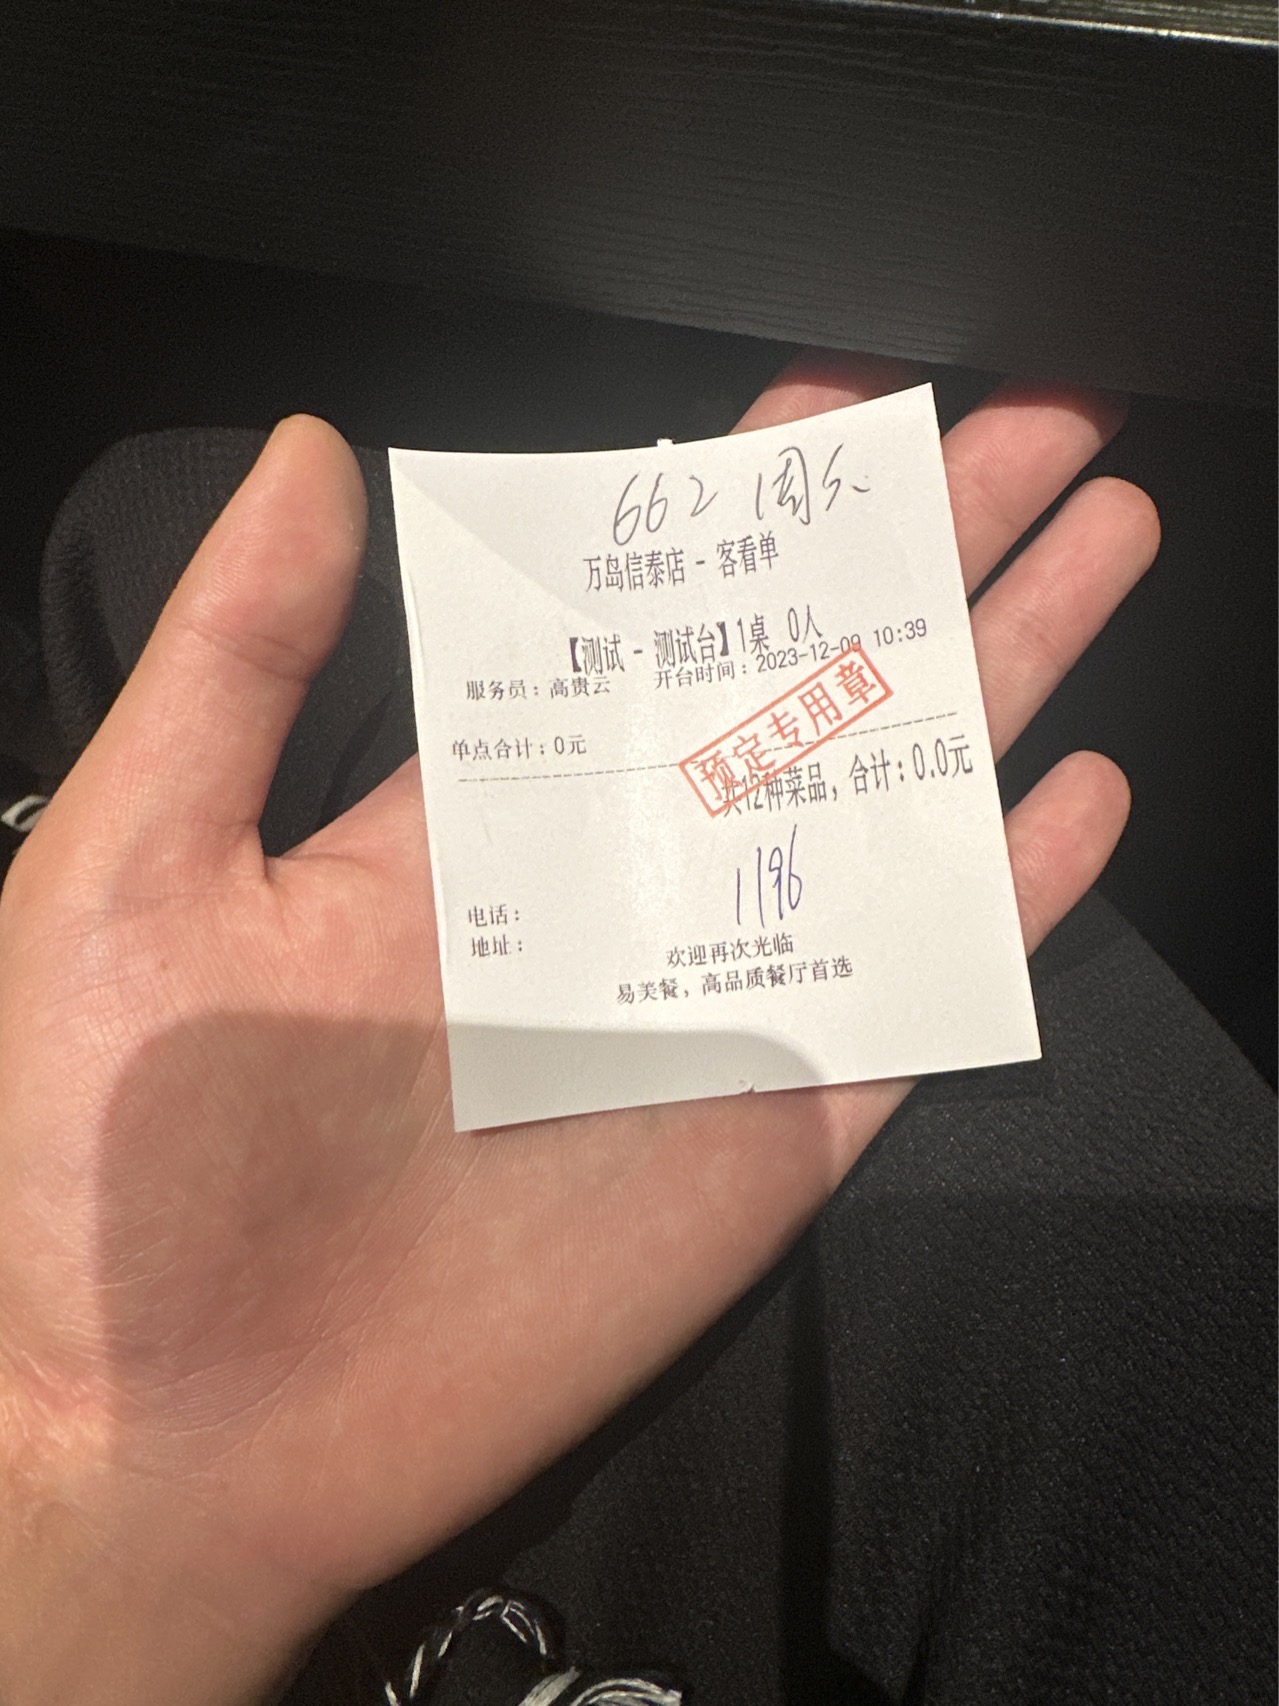 662 周
万岛信泰店 - 客看单
【测试 - 测试台】1桌 0人
服务员：高贵云 开台时间：2023-12-09 10:39
单点合计：0元
预定专用章
共12种菜品，合计：0.0元
1196
电话：
地址：
欢迎再次光临
易美餐，高品质餐厅首选